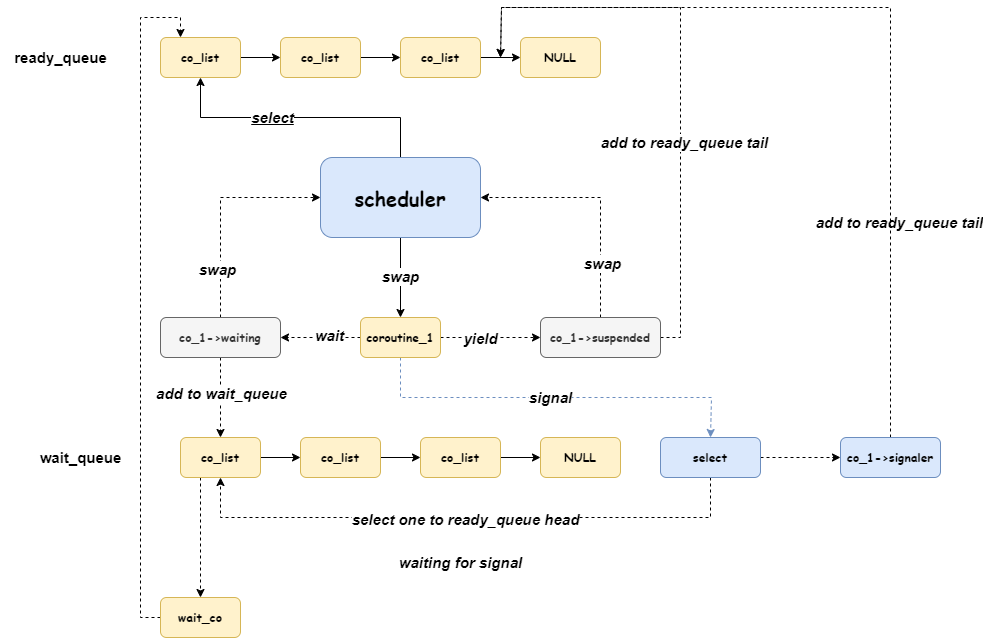 ready_queue
co_list
co_list
co_list
NULL
select
add to ready_queue tail
scheduler
add to ready_queue tail
swap
swap
swap
co_1->waiting
wait
coroutine_1
yield
co_1->suspended
add to wait_queue
signal
wait_queue
co_list
co_list
co_list
NULL
select
co_1->signaler
select one to ready_queue head
waiting for signal
wait_co